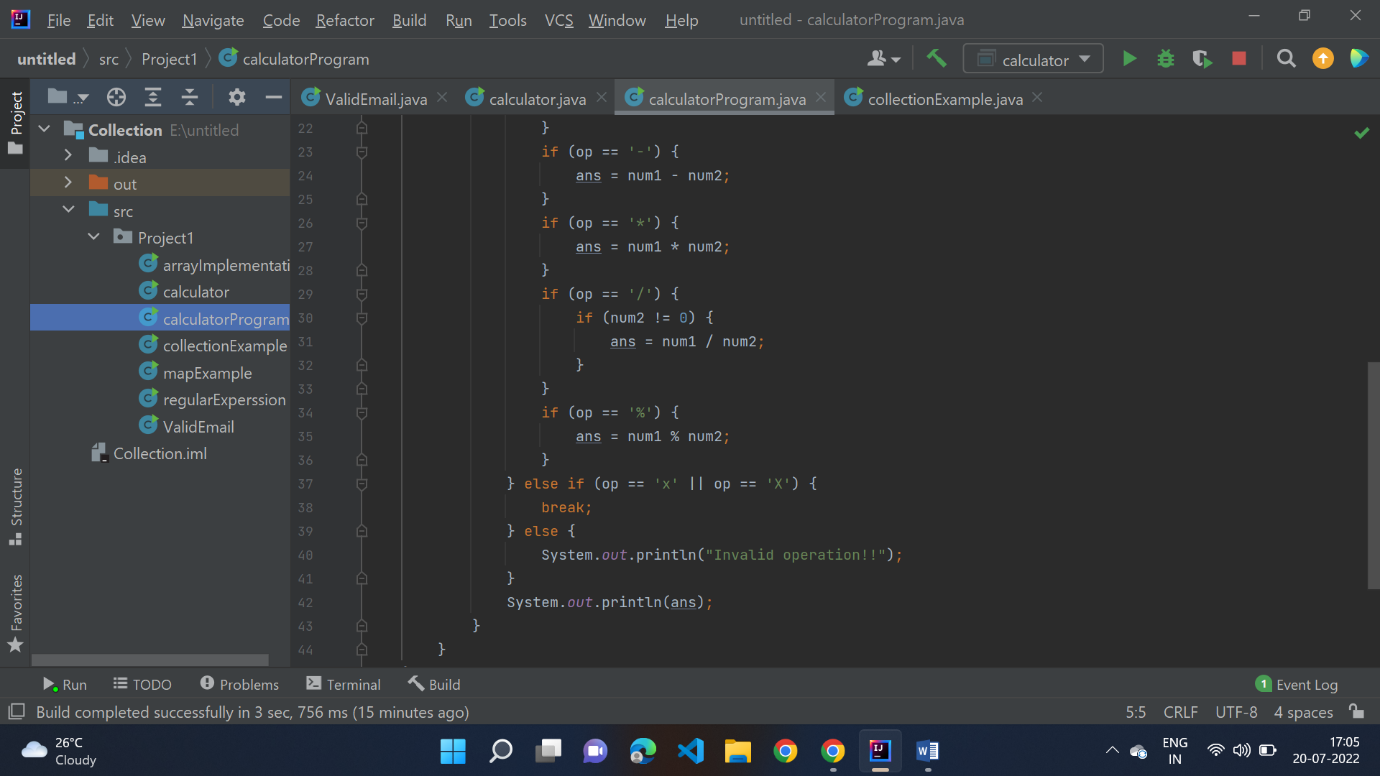 File Edit View Navigate Code Refactor Build Run Tools VCS Window Help untitled - calculatorProgram.java
untitled src Project1 calculatorProgram calculator
Project
... ValidEmail.java calculator.java calculatorProgram.java collectionExample.java
Collection E:\untitled
.idea
out
src
Project1
arrayImplementati
calculator
calculatorProgram
collectionExample
mapExample
regularExperssion
ValidEmail
Collection.iml
Structure
Favorites
22 }
23 if (op == '-') {
24 ans = num1 - num2;
25 }
26 if (op == '*') {
27 ans = num1 * num2;
28 }
29 if (op == '/') {
30 if (num2 != 0) {
31 ans = num1 / num2;
32 }
33 }
34 if (op == '%') {
35 ans = num1 % num2;
36 }
37 } else if (op == 'x' || op == 'X') {
38 break;
39 } else {
40 System.out.println("Invalid operation!!");
41 }
42 System.out.println(ans);
43 }
44 }
Run TODO Problems Terminal Build 1 Event Log
Build completed successfully in 3 sec, 756 ms (15 minutes ago) 5:5 CRLF UTF-8 4 spaces
26°C
Cloudy
ENG
IN
17:05
20-07-2022